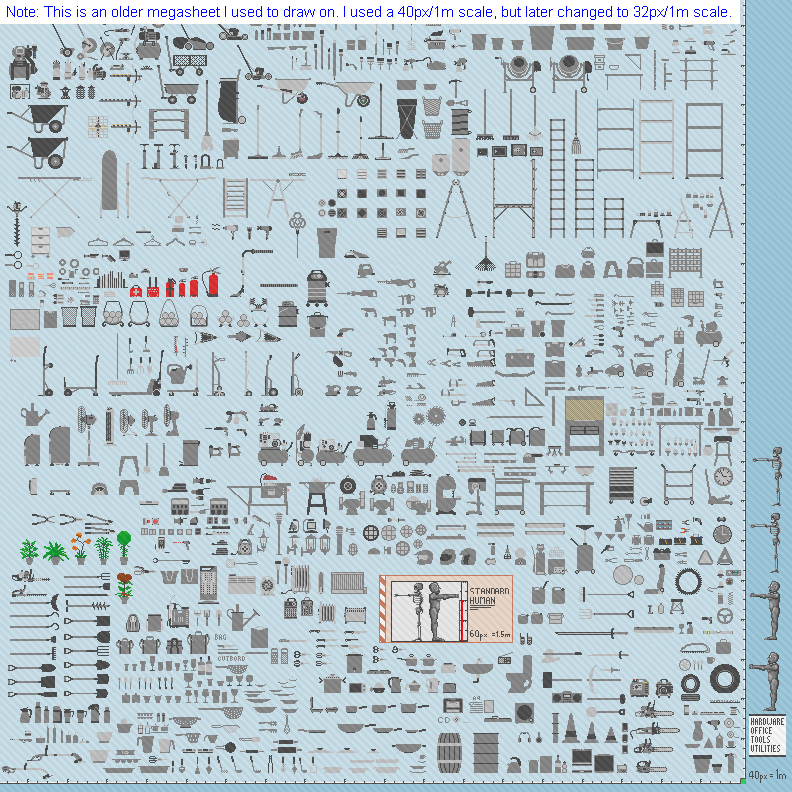 Note: This is an older megasheet I used to draw on. I used a 40px/1m scale, but later changed to 32px/1m scale.
STANDARD
HUMAN
60px =1.5m
BAG
CUTBORD
CD
HARDWARE
OFFICE
TOOLS
UTILITIES
40px = 1m